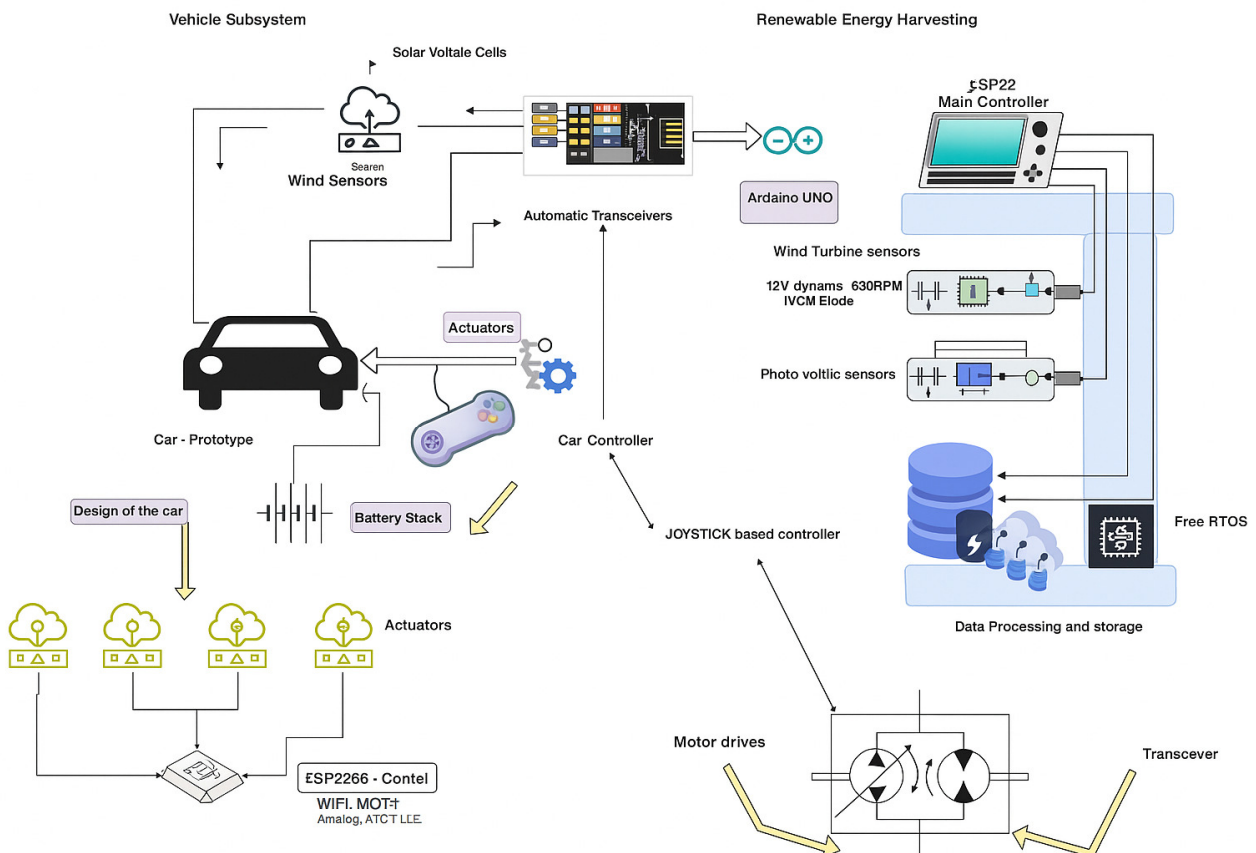 Vehicle Subsystem
Renewable Energy Harvesting
Solar Voltale Cells
Searen
Wind Sensors
Automatic Transceivers
Ardaino UNO
ƐSP22
Main Controller
Wind Turbine sensors
12V dynams 630RPM
IVCM Elode
Photo voltlic sensors
Actuators
Car - Prototype
Car Controller
Design of the car
Battery Stack
JOYSTICK based controller
Free RTOS
Data Processing and storage
Actuators
£SP2266 - Contel
WIFI. MOT-t
Amalog, ATCT LLE.
Motor drives
Transcever